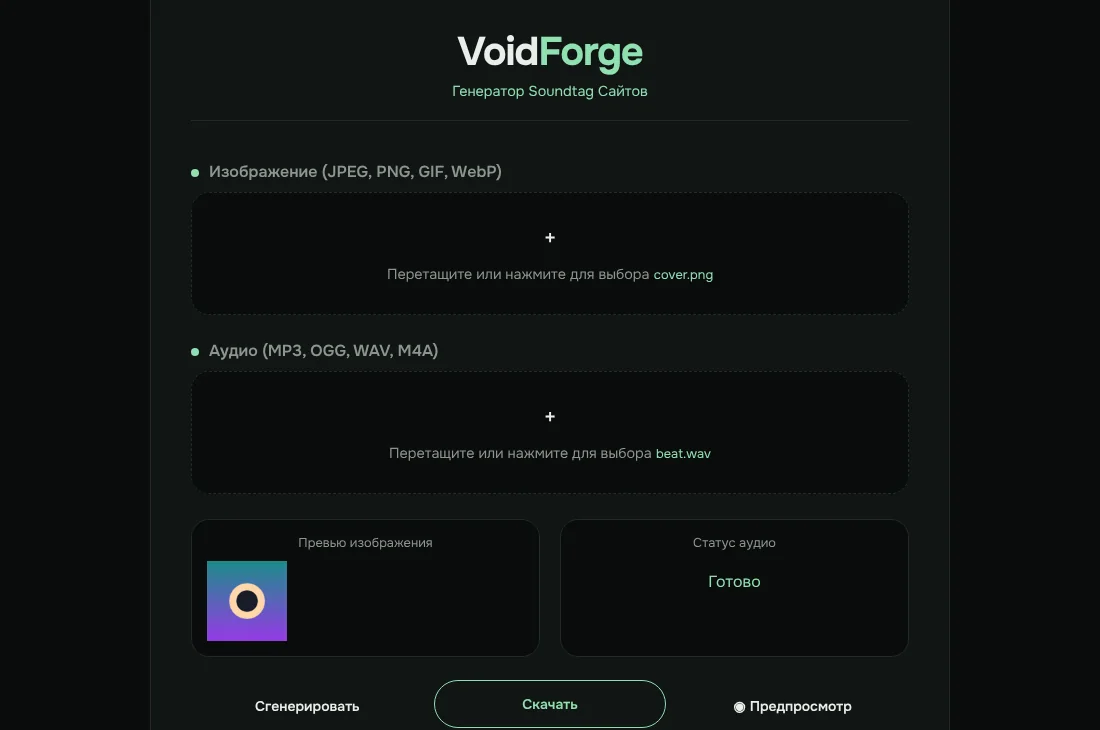 VoidForge
Генератор Soundtag Сайтов
Изображение (JPEG, PNG, GIF, WebP)
+
Перетащите или нажмите для выбора cover.png
Аудио (MP3, OGG, WAV, M4A)
+
Перетащите или нажмите для выбора beat.wav
Превью изображения
Статус аудио
Готово
Сгенерировать
Скачать
◉ Предпросмотр